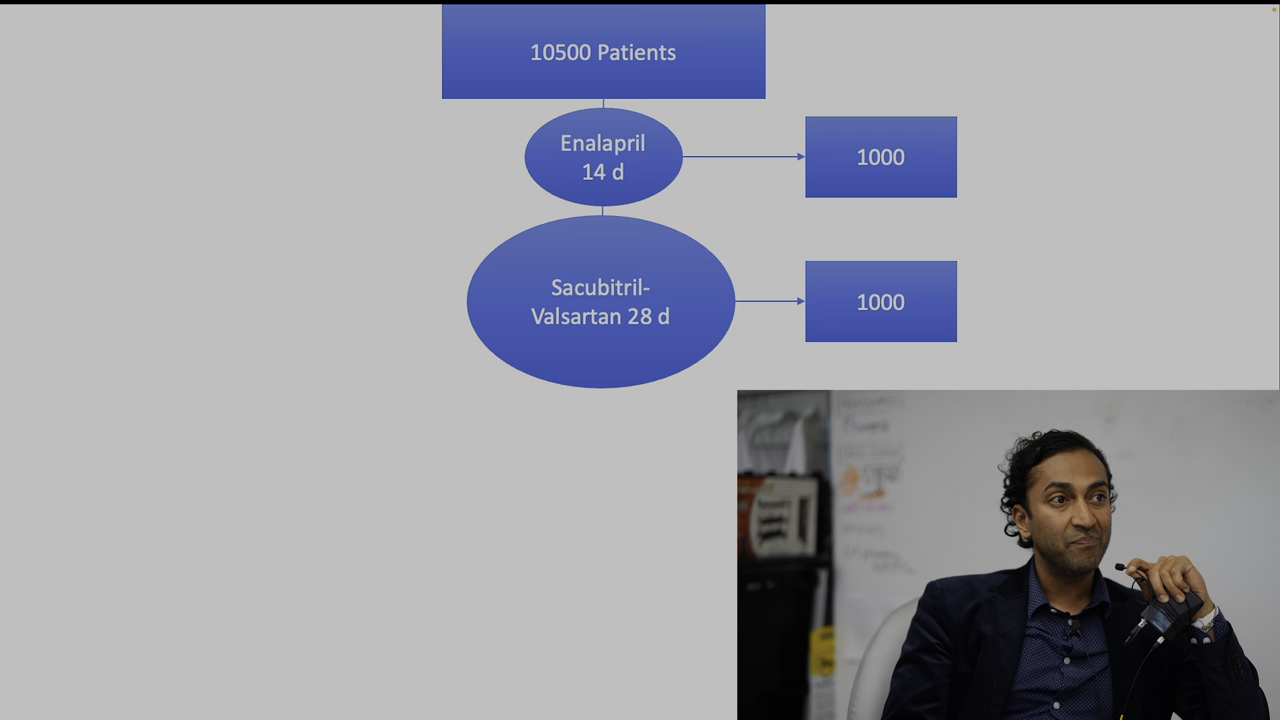 10500 Patients
Enalapril
14 d
1000
Sacubitril-
Valsartan 28 d
1000